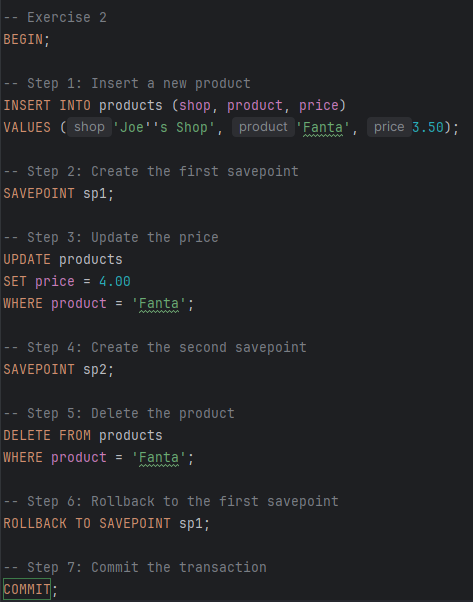 -- Exercise 2
BEGIN;
-- Step 1: Insert a new product
INSERT INTO products (shop, product, price)
VALUES (shop 'Joe''s Shop', product 'Fanta', price 3.50);
-- Step 2: Create the first savepoint
SAVEPOINT sp1;
-- Step 3: Update the price
UPDATE products
SET price = 4.00
WHERE product = 'Fanta';
-- Step 4: Create the second savepoint
SAVEPOINT sp2;
-- Step 5: Delete the product
DELETE FROM products
WHERE product = 'Fanta';
-- Step 6: Rollback to the first savepoint
ROLLBACK TO SAVEPOINT sp1;
-- Step 7: Commit the transaction
COMMIT;